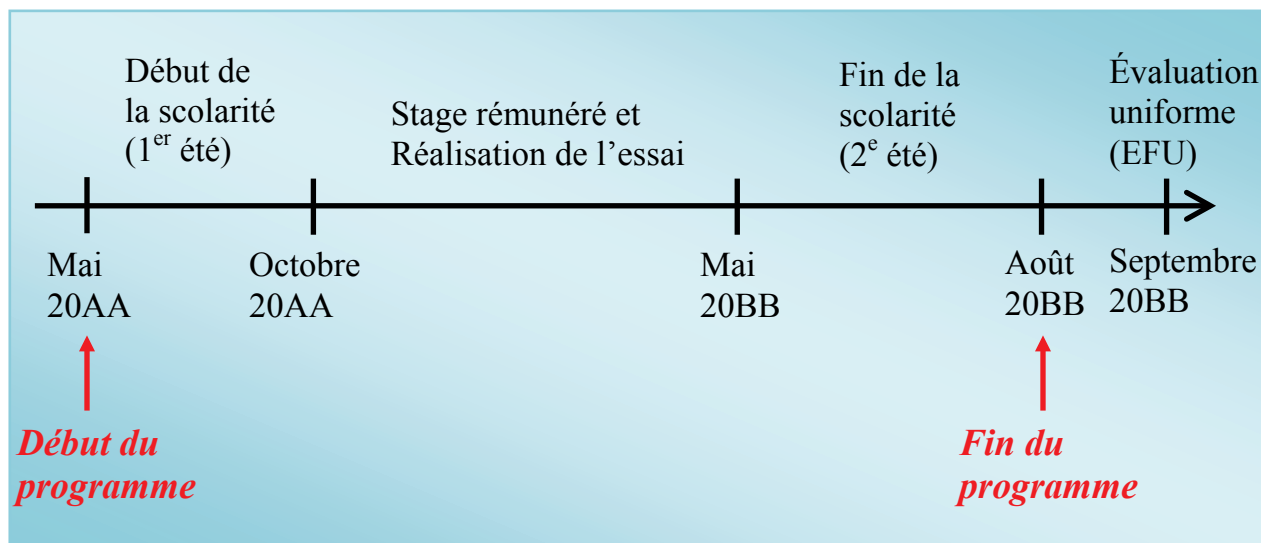 Début de
la scolarité
(1er été)
Stage rémunéré et
Réalisation de l'essai
Fin de la
scolarité
(2e été)
Évaluation
uniforme
(EFU)
Mai
20AA
Octobre
20AA
Mai
20BB
Août
20BB
Septembre
20BB
Début du
programme
Fin du
programme